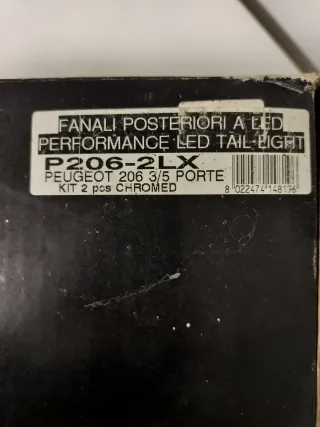 FANALI POSTERIORI A LED
PERFORMANCE LED TAIL-LIGHT
P206-2LX
PEUGEOT 206 3/5 PORTE
KIT 2 pcs CHROMED
8 022474 148136